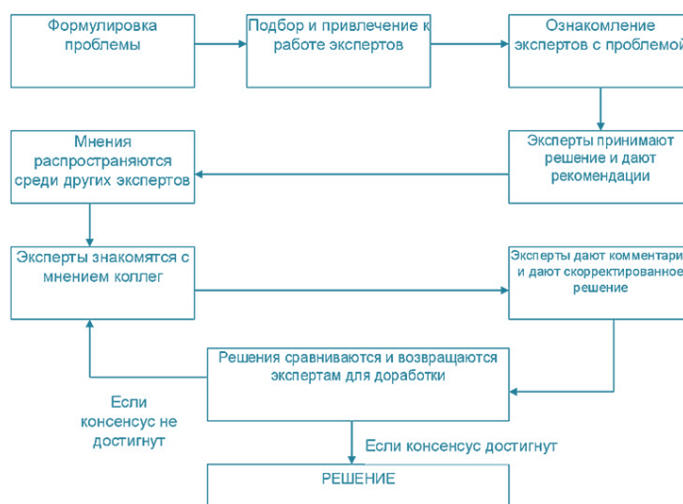 Формулировка
проблемы
Подбор и привлечение к
работе экспертов
Ознакомление
экспертов с проблемой
Эксперты принимают
решение и дают
рекомендации
Мнения
распространяются
среди других экспертов
Эксперты знакомятся с
мнением коллег
Эксперты дают комментари
и дают скорректированное
решение
Решения сравниваются и возвращаются
экспертам для доработки
Если
консенсус не
достигнут
Если консенсус достигнут
РЕШЕНИЕ